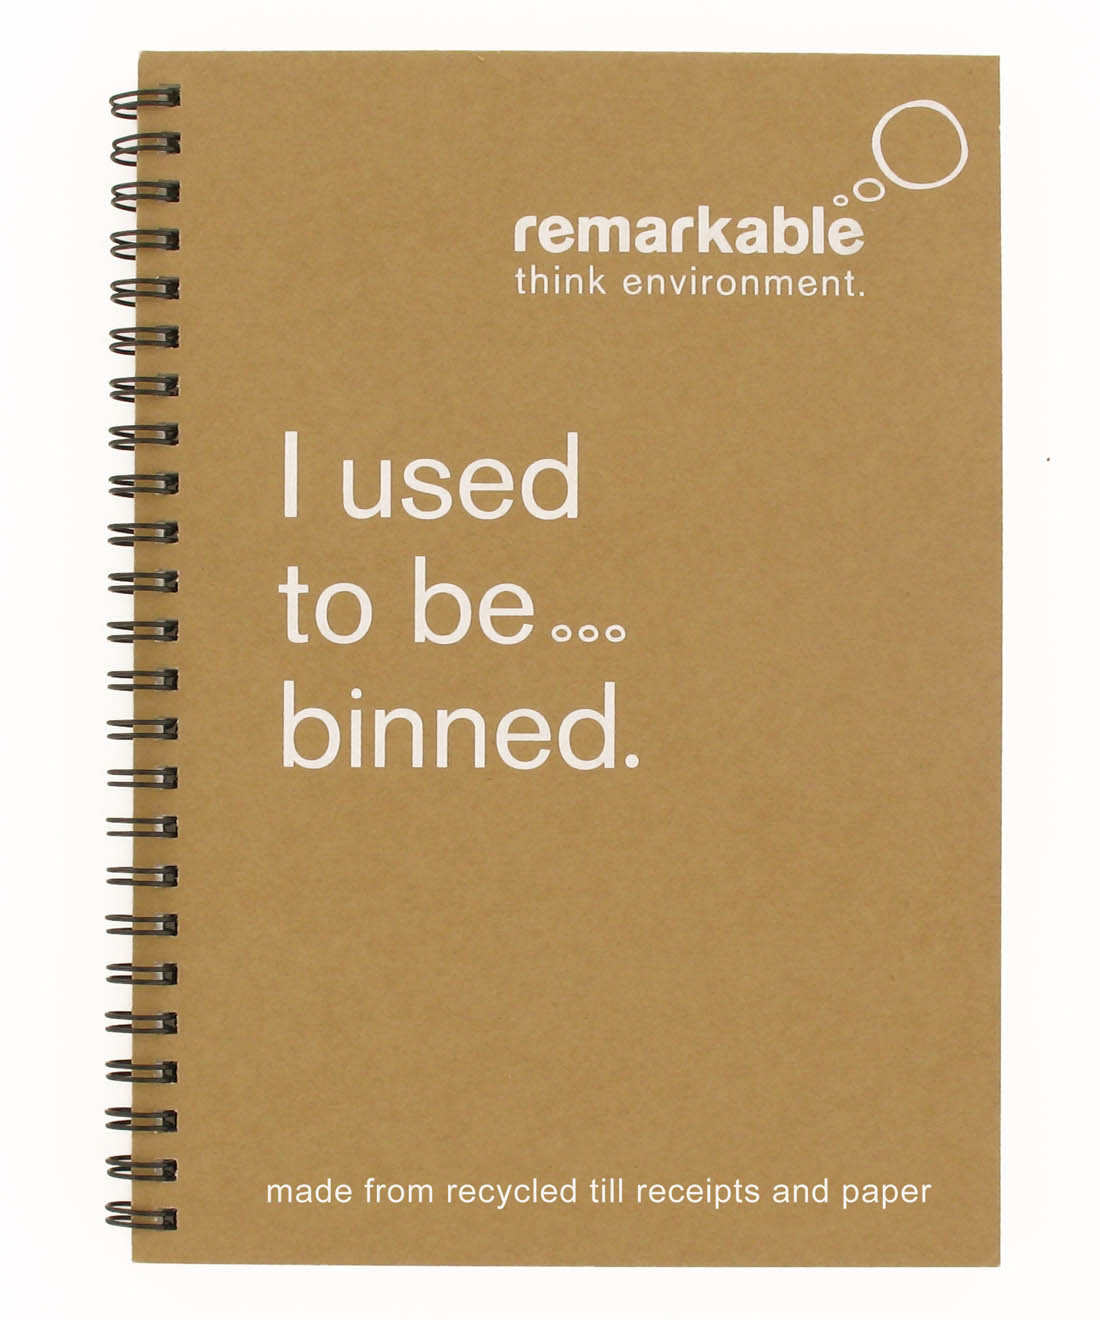 remarkable
think environment.
I used
to be...
binned.
made from recycled till receipts and paper